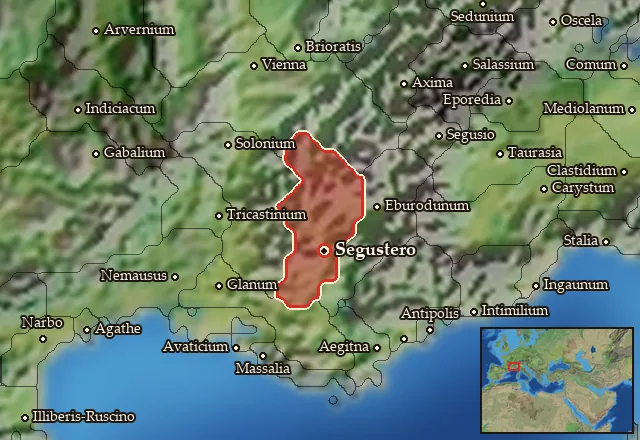 Sedunium
Oscela
Arvernium
Brioratis
Vienna
Salassium
Comum
Axima
Eporedia
Indiciacum
Mediolanum
Segusio
Solonium
Gabalium
Taurasia
Clastidium
Carystum
Eburodunum
Tricastinium
Stalia
Segustero
Nemausus
Glanum
Ingaunum
Antipolis
Intimilium
Narbo
Agathe
Avaticium
Aegitna
Massalia
Illiberis-Ruscino